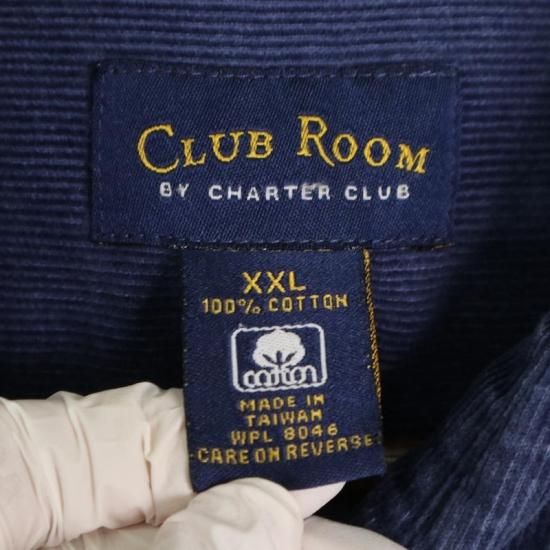 CLUB ROOM
BY CHARTER CLUB
XXL
100% COTTON
cotton
MADE IN
TAIWAN
WPL 8046
CARE ON REVERSE